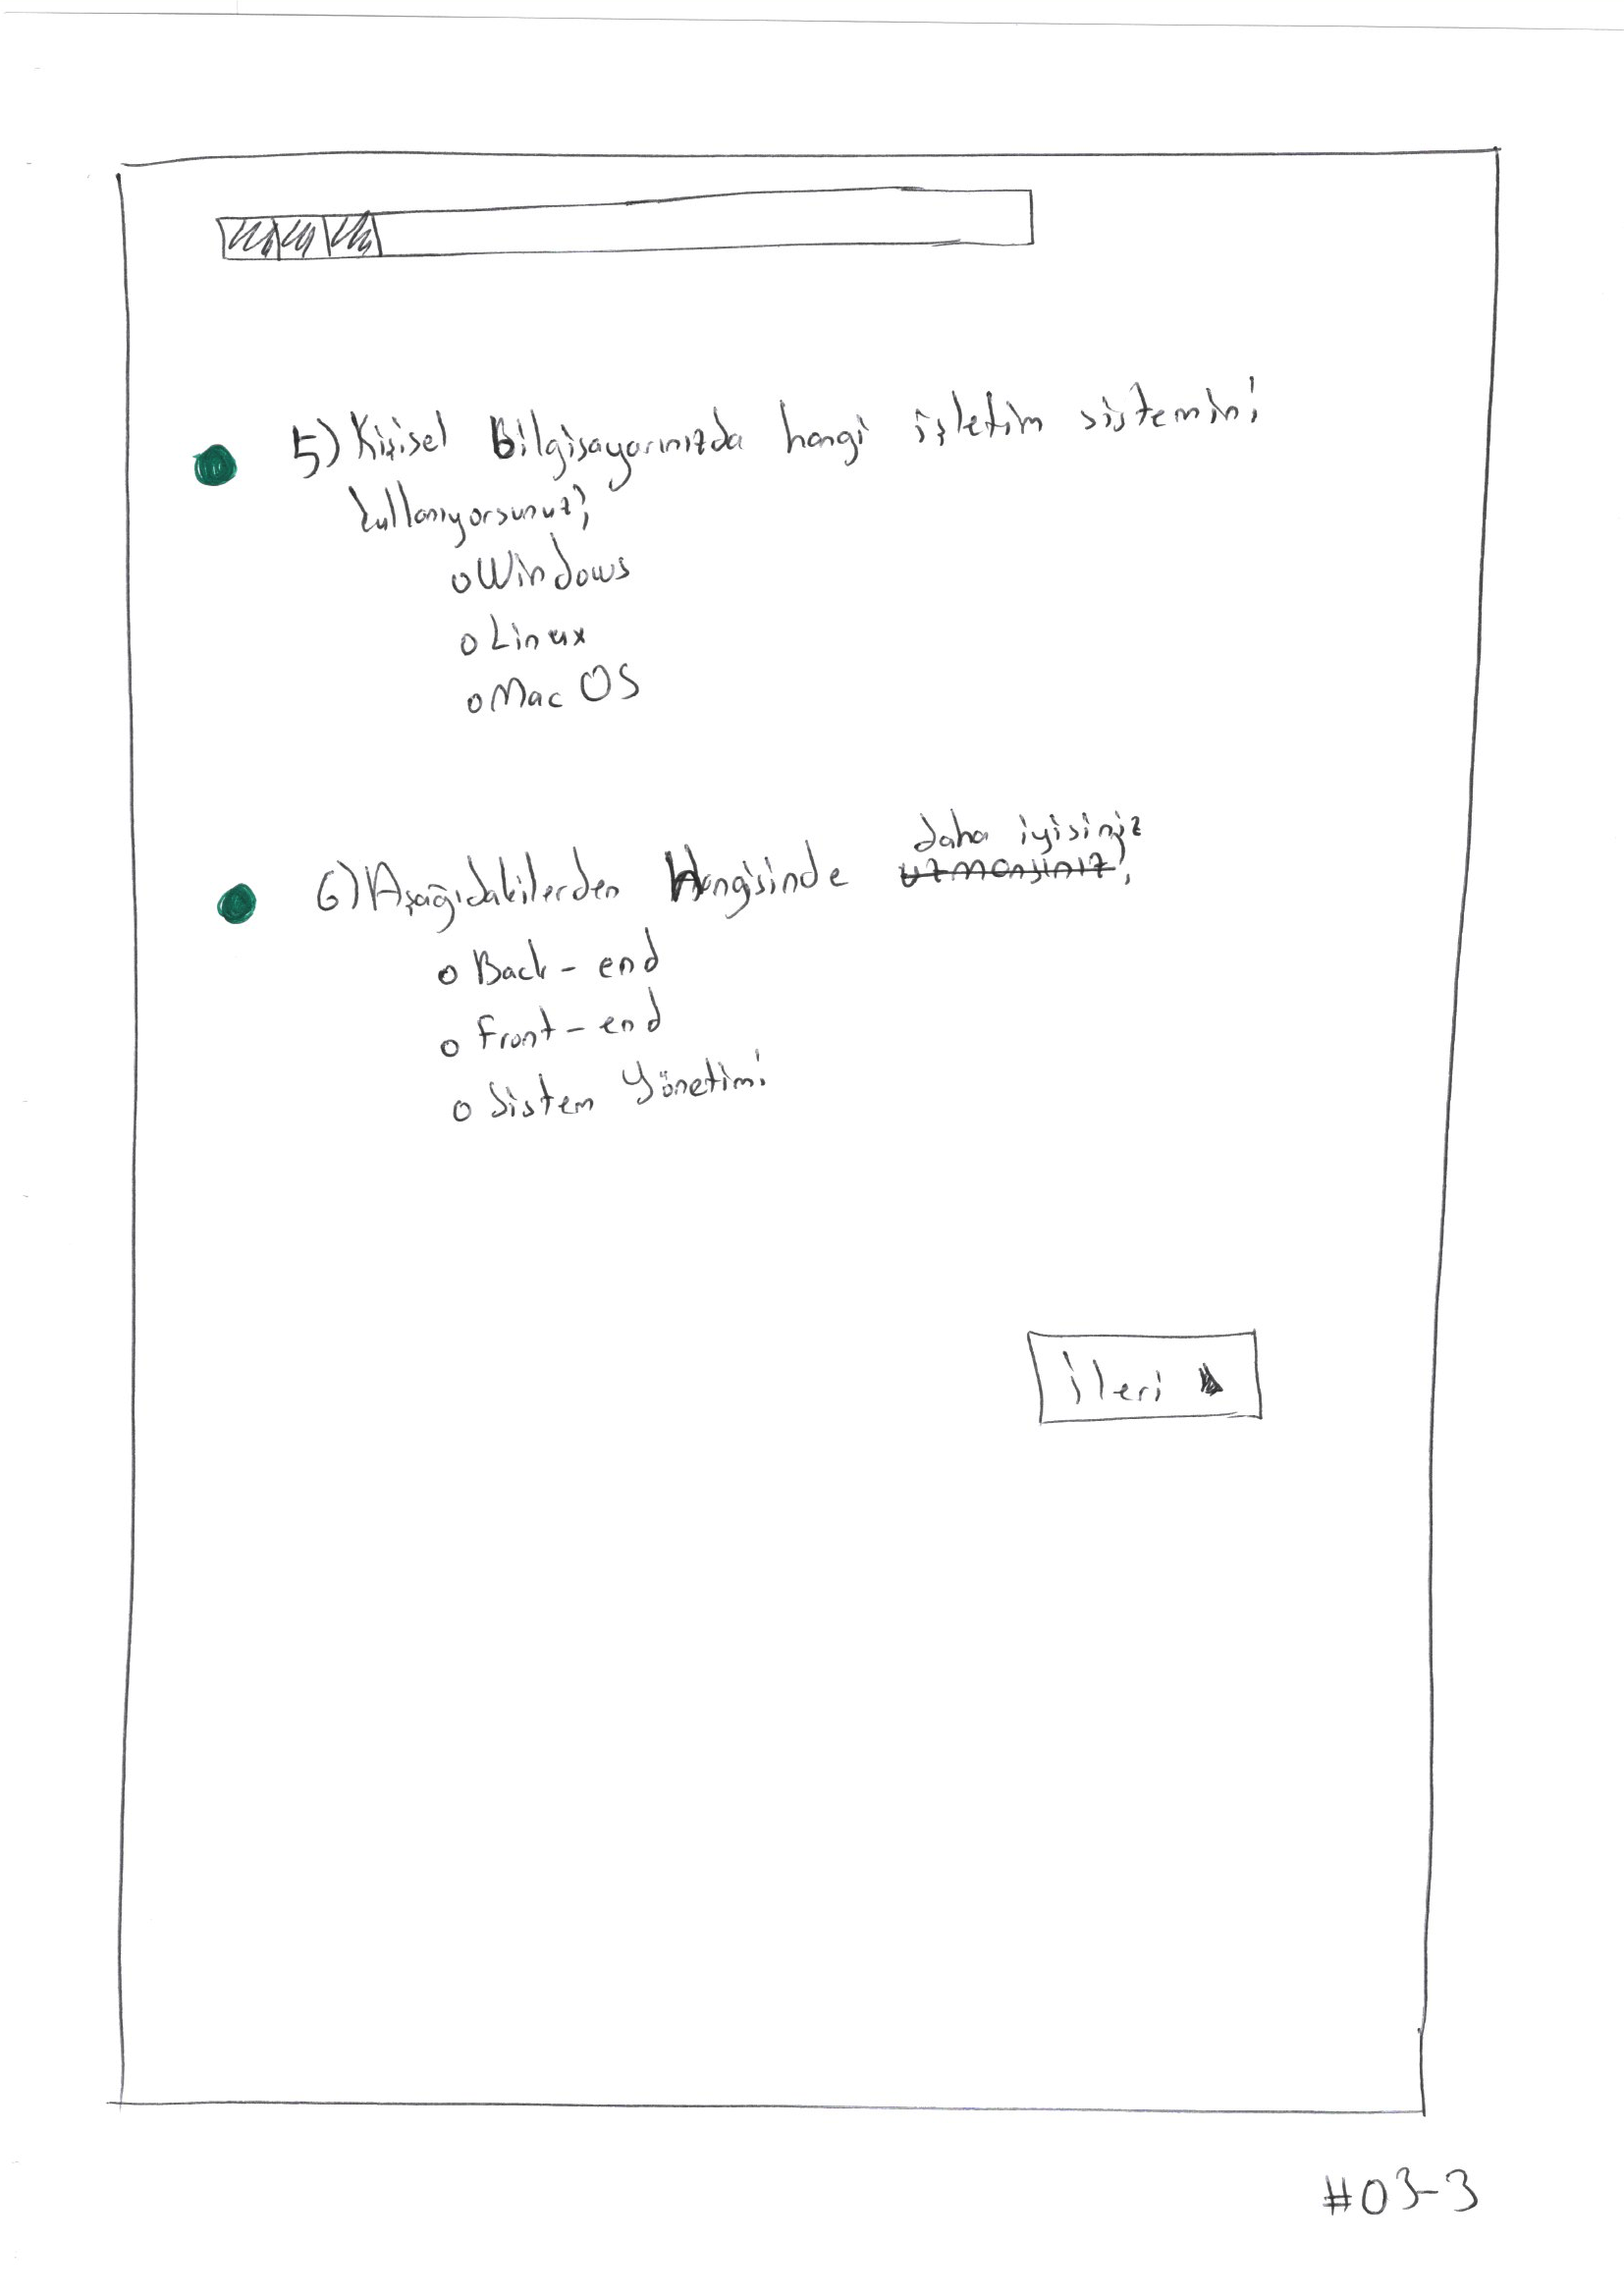 5) Kişisel Bilgisayarınızda hangi işletim sistemini
kullanıyorsunuz?
o Windows
o Linux
o Mac OS
daha iyisiniz
6) Aşağıdakilerden Hangisinde uzmansınız?
o Back-end
o Front-end
o Sistem Yönetimi
İleri
#03-3